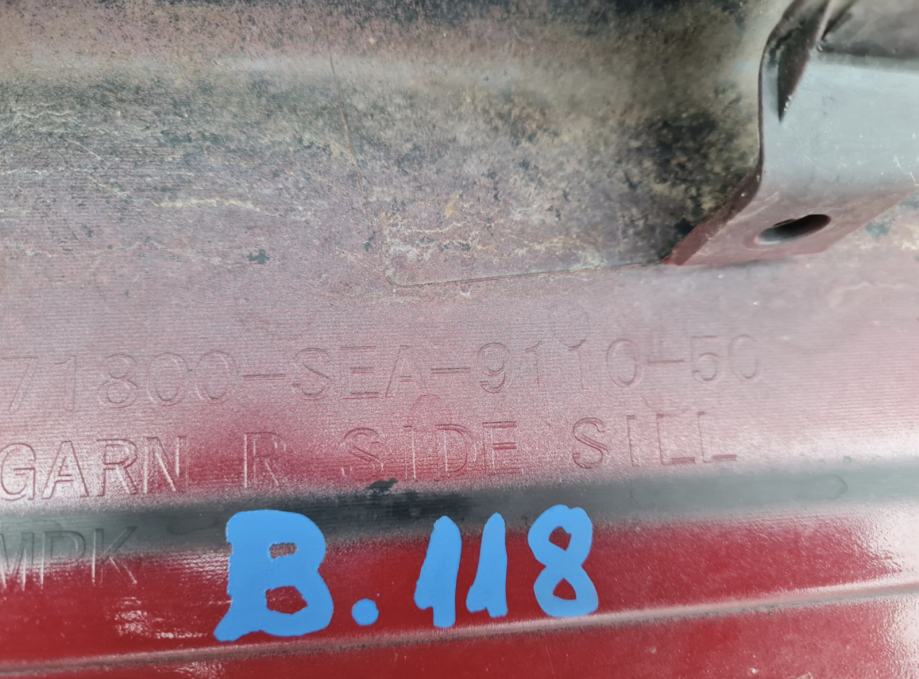 71800-SEA-9110-50
GARN R SIDE SILL
MPK
B.118